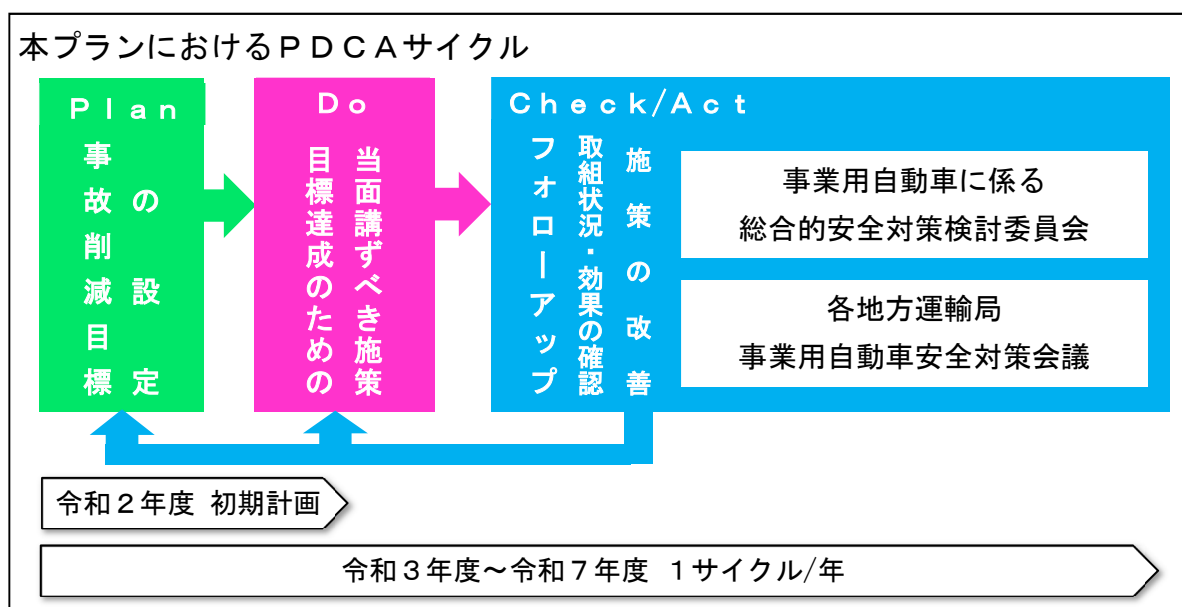 本プランにおけるＰＤＣＡサイクル
Ｐｌａｎ
事故削減目標
の設定
Ｄｏ
当面講ずべき施策
目標達成のための
Ｃｈｅｃｋ/Ａｃｔ
施策の改善
取組状況・効果の確認
フォローアップ
事業用自動車に係る
総合的安全対策検討委員会
各地方運輸局
事業用自動車安全対策会議
令和２年度 初期計画
令和３年度～令和７年度 １サイクル/年